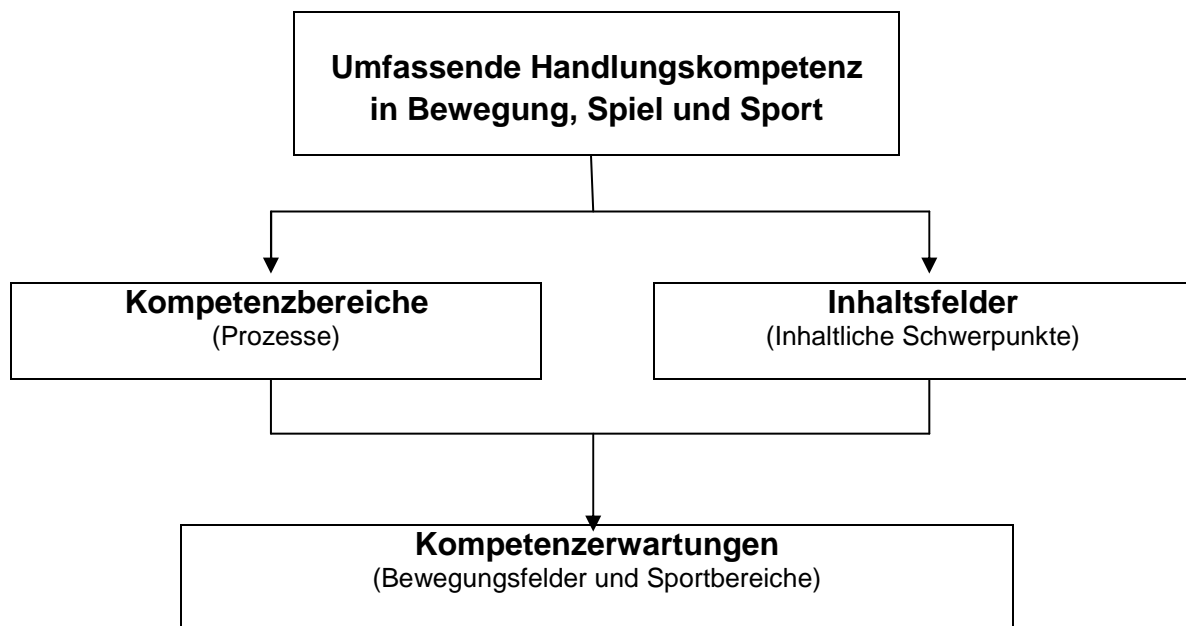 Umfassende Handlungskompetenz
in Bewegung, Spiel und Sport
Kompetenzbereiche
(Prozesse)
Inhaltsfelder
(Inhaltliche Schwerpunkte)
Kompetenzerwartungen
(Bewegungsfelder und Sportbereiche)